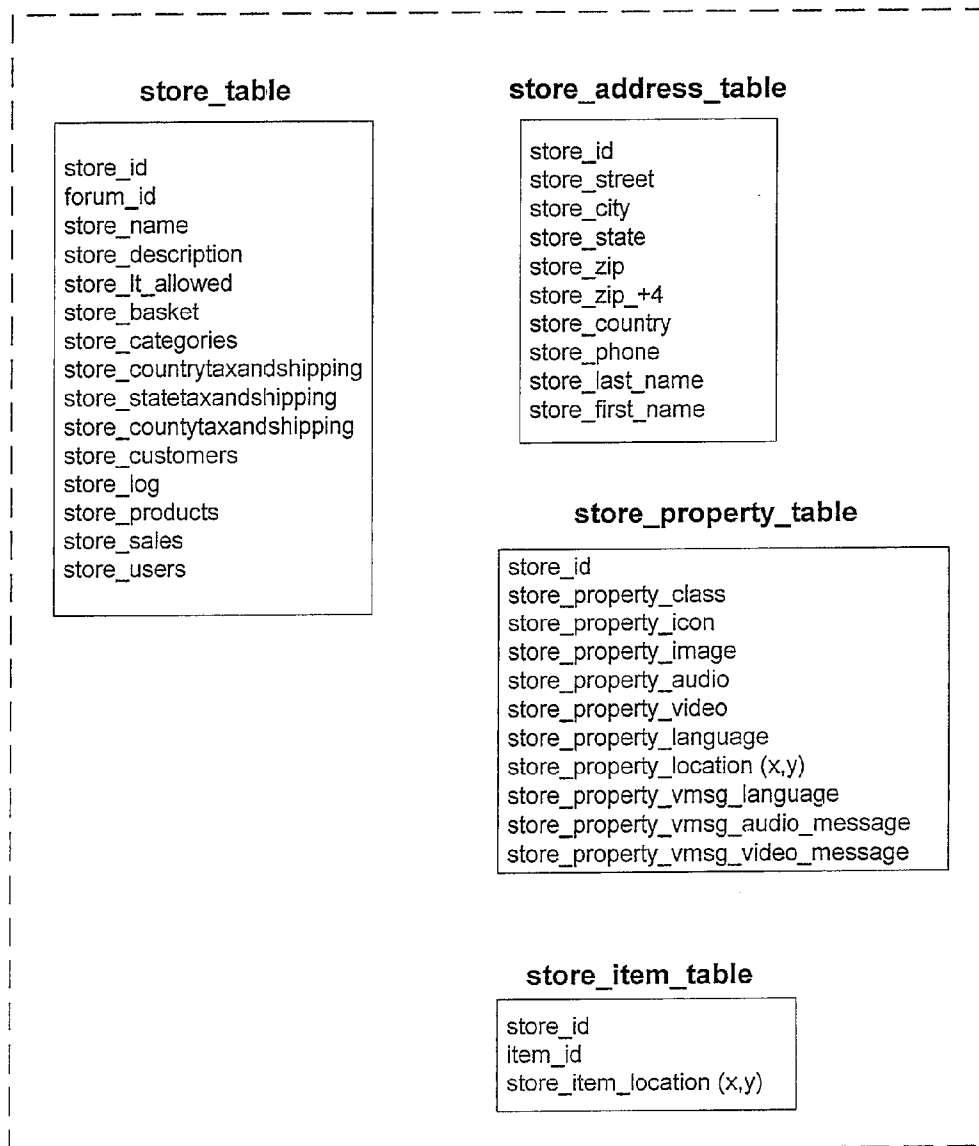 store_table
store_id
forum_id
store_name
store_description
store_lt_allowed
store_basket
store_categories
store_countrytaxandshipping
store_statetaxandshipping
store_countytaxandshipping
store_customers
store_log
store_products
store_sales
store_users
store_address_table
store_id
store_street
store_city
store_state
store_zip
store_zip_+4
store_country
store_phone
store_last_name
store_first_name
store_property_table
store_id
store_property_class
store_property_icon
store_property_image
store_property_audio
store_property_video
store_property_language
store_property_location (x,y)
store_property_vmsg_language
store_property_vmsg_audio_message
store_property_vmsg_video_message
store_item_table
store_id
item_id
store_item_location (x,y)